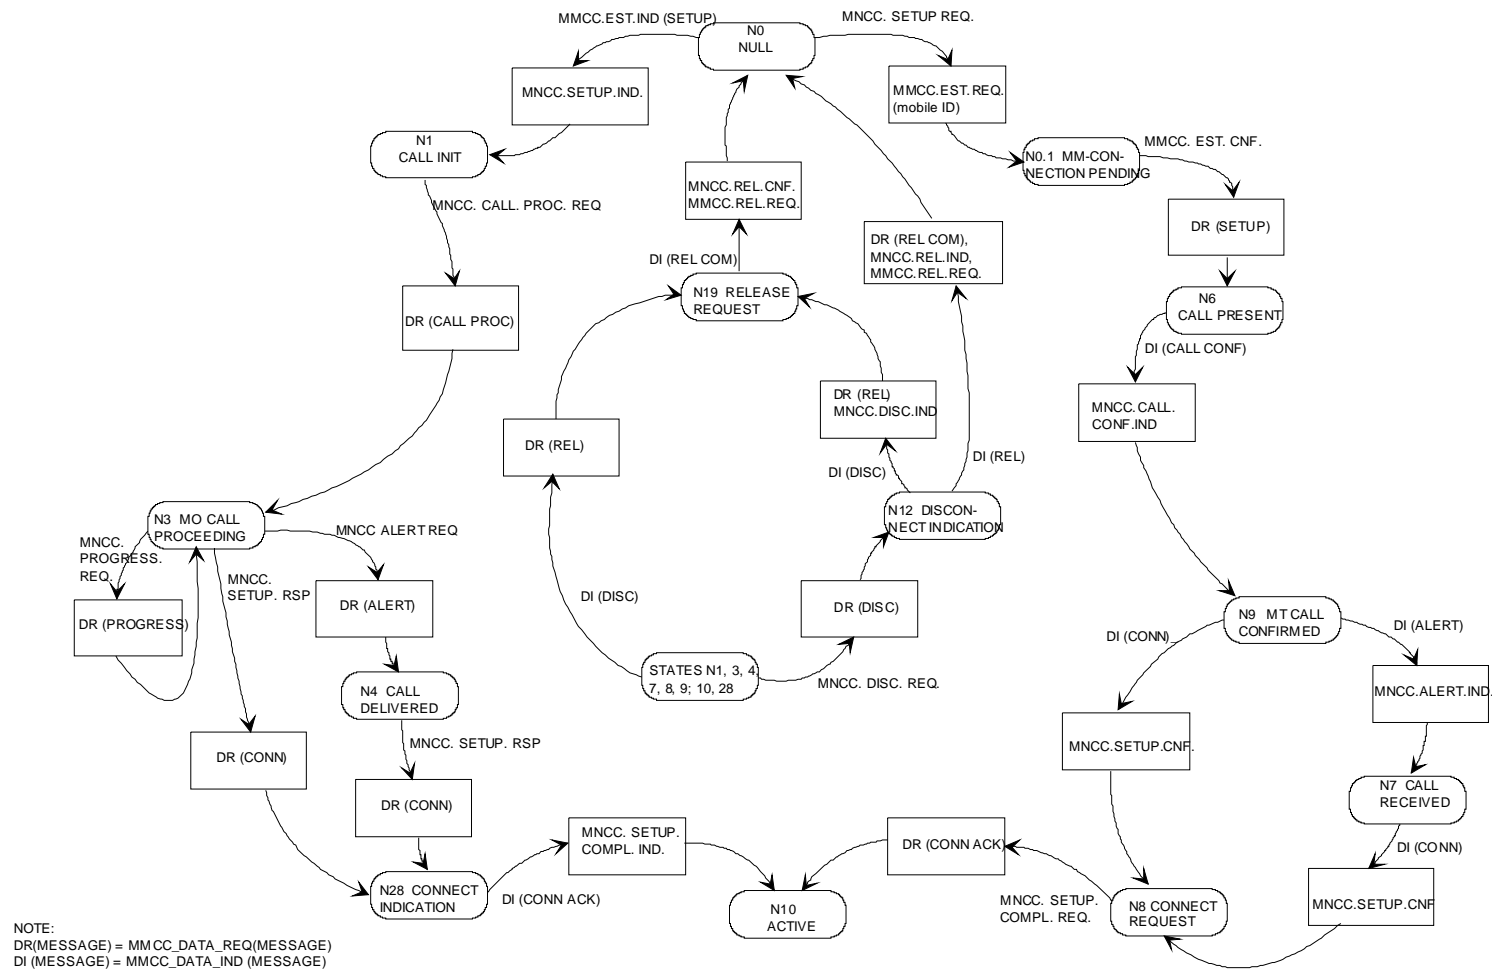 MMCC.EST.IND (SETUP)
N0
NULL
MNCC. SETUP REQ.
MNCC.SETUP.IND.
MMCC.EST.REQ.
(mobile ID)
N1
CALL INIT
N0.1 MM-CON-
NECTION PENDING
MMCC. EST. CNF.
MNCC. CALL. PROC. REQ
MNCC.REL.CNF.
MMCC.REL.REQ.
DR (SETUP)
DR (REL COM),
MNCC.REL.IND,
MMCC.REL.REQ.
DI (REL COM)
N19 RELEASE
REQUEST
N6
CALL PRESENT
DR (CALL PROC)
DI (CALL CONF)
DR (REL)
MNCC.DISC.IND
MNCC.CALL.
CONF.IND
DR (REL)
DI (DISC)
DI (REL)
N12 DISCON-
NECT INDICATION
N3 MO CALL
PROCEEDING
MNCC ALERT REQ
MNCC.
PROGRESS.
REQ.
MNCC.
SETUP. RSP
DI (DISC)
DR (PROGRESS)
DR (ALERT)
DR (DISC)
N9 MT CALL
CONFIRMED
DI (CONN)
DI (ALERT)
STATES N1, 3, 4,
7, 8, 9; 10, 28
MNCC. DISC. REQ.
N4 CALL
DELIVERED
MNCC.ALERT.IND.
MNCC. SETUP. RSP
MNCC.SETUP.CNF.
DR (CONN)
N7 CALL
RECEIVED
DR (CONN)
MNCC. SETUP.
COMPL. IND.
DR (CONN ACK)
DI (CONN)
N28 CONNECT
INDICATION
DI (CONN ACK)
N10
ACTIVE
MNCC. SETUP.
COMPL. REQ.
N8 CONNECT
REQUEST
MNCC.SETUP.CNF
NOTE:
DR(MESSAGE) = MMCC_DATA_REQ(MESSAGE)
DI (MESSAGE) = MMCC_DATA_IND (MESSAGE)